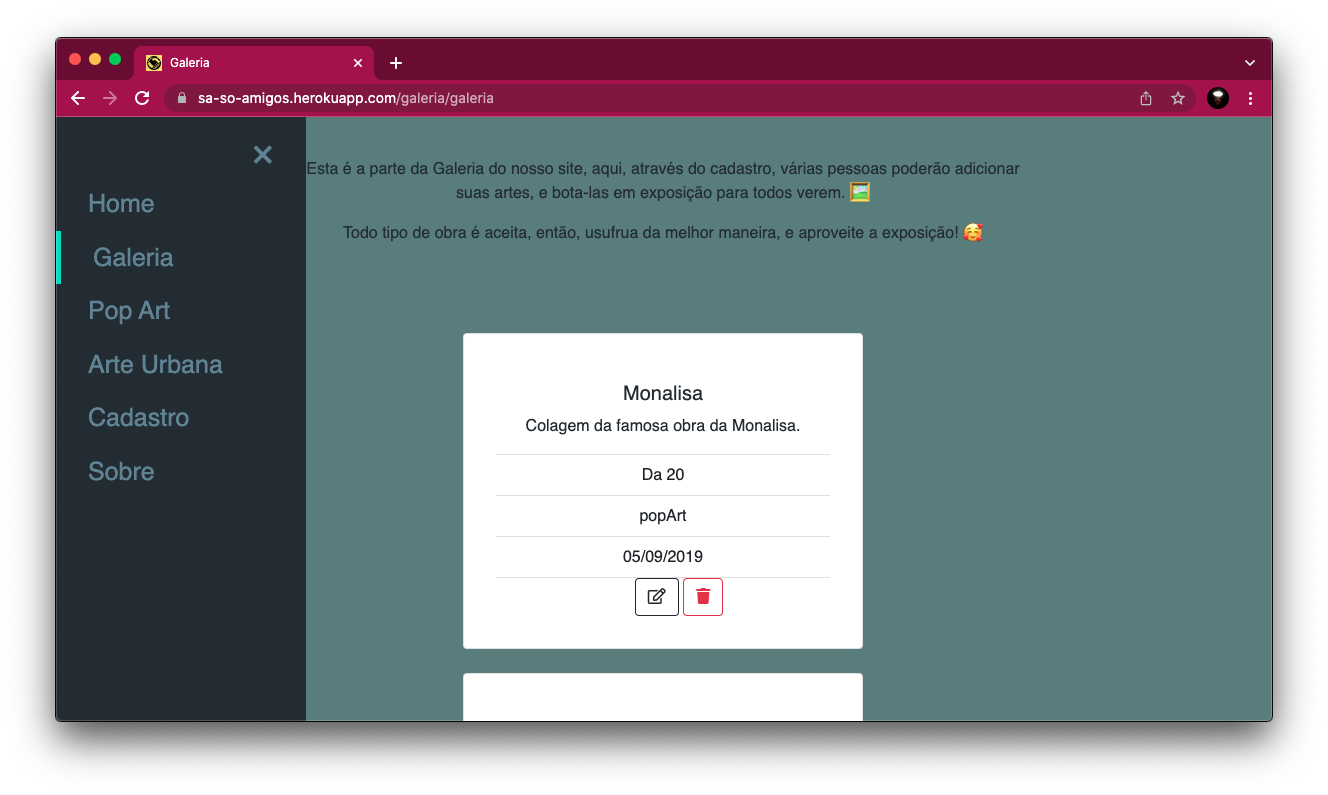 Galeria
sa-so-amigos.herokuapp.com/galeria/galeria
Home
Galeria
Pop Art
Arte Urbana
Cadastro
Sobre
Esta é a parte da Galeria do nosso site, aqui, através do cadastro, várias pessoas poderão adicionar
suas artes, e bota-las em exposição para todos verem. 🖼️
Todo tipo de obra é aceita, então, usufrua da melhor maneira, e aproveite a exposição! 🥰
Monalisa
Colagem da famosa obra da Monalisa.
Da 20
popArt
05/09/2019